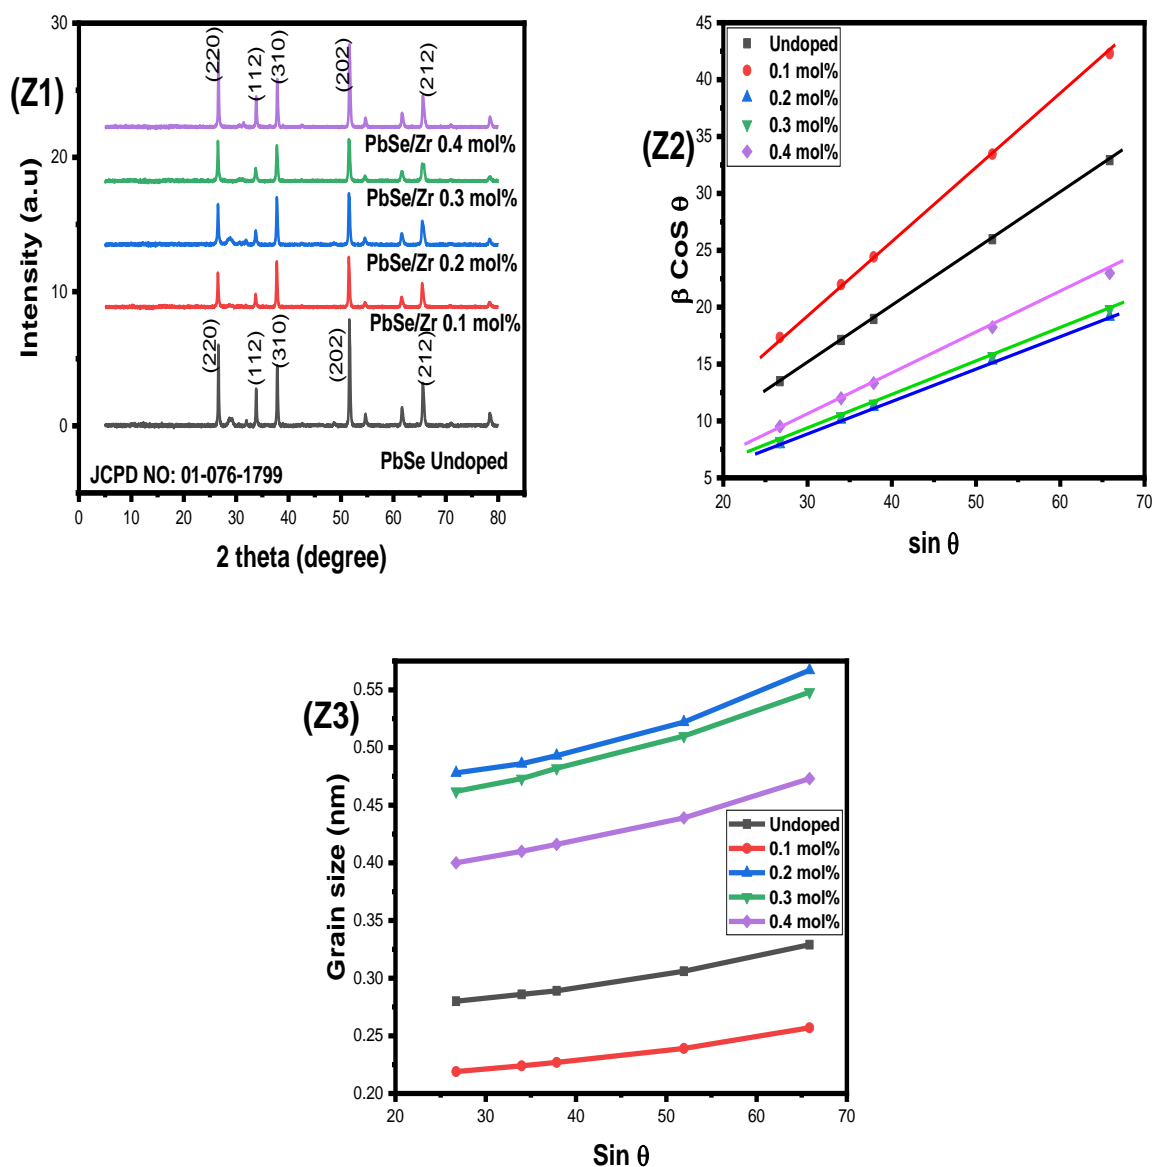 (Z1)
Intensity (a.u)
30
20
10
0
(220)
(112)
(310)
(202)
(212)
PbSe/Zr 0.4 mol%
PbSe/Zr 0.3 mol%
PbSe/Zr 0.2 mol%
PbSe/Zr 0.1 mol%
(220)
(112)
(310)
(202)
(212)
PbSe Undoped
JCPD NO: 01-076-1799
0 10 20 30 40 50 60 70 80
2 theta (degree)
(Z2)
β CoS θ
45
40
35
30
25
20
15
10
5
Undoped
0.1 mol%
0.2 mol%
0.3 mol%
0.4 mol%
20 30 40 50 60 70
sin θ
(Z3)
Grain size (nm)
0.55
0.50
0.45
0.40
0.35
0.30
0.25
0.20
Undoped
0.1 mol%
0.2 mol%
0.3 mol%
0.4 mol%
20 30 40 50 60 70
Sin θ